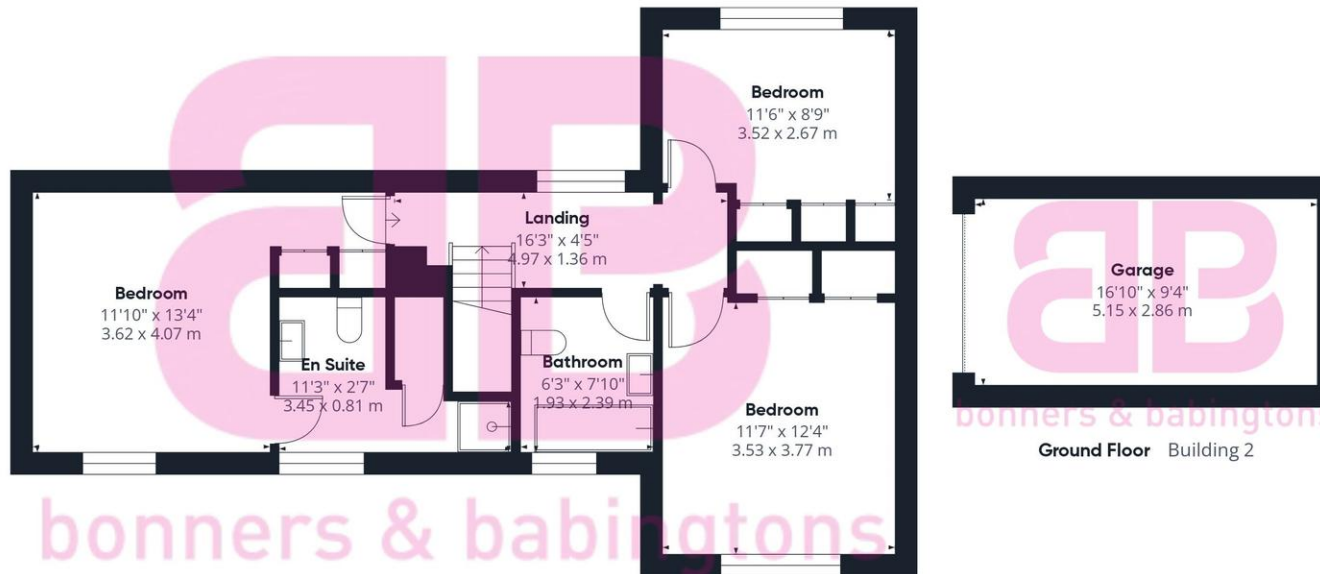 Bedroom
11'6" x 8'9"
3.52 x 2.67 m
Landing
16'3" x 4'5"
4.97 x 1.36 m
Bedroom
11'10" x 13'4"
3.62 x 4.07 m
En Suite
11'3" x 2'7"
3.45 x 0.81 m
Bathroom
6'3" x 7'10"
1.93 x 2.39 m
Bedroom
11'7" x 12'4"
3.53 x 3.77 m
bonners & babingtons
Garage
16'10" x 9'4"
5.15 x 2.86 m
bonners & babingtons
Ground Floor Building 2